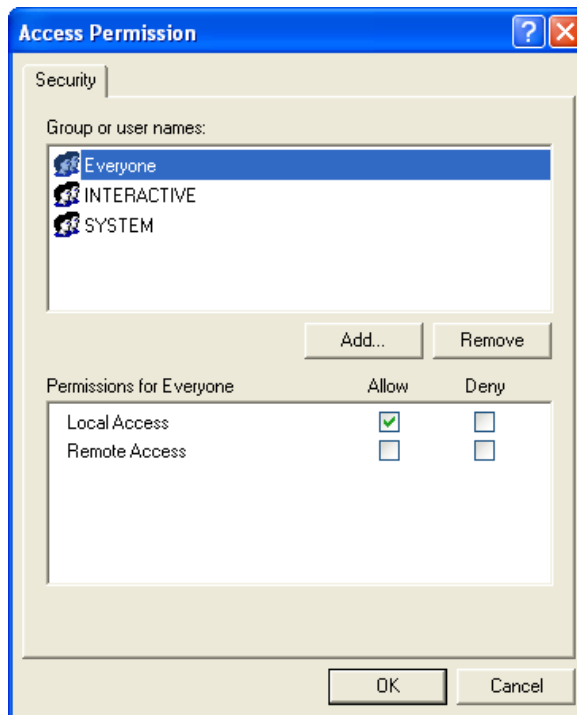 Access Permission
Security
Group or user names:
Everyone
INTERACTIVE
SYSTEM
Add... Remove
Permissions for Everyone Allow Deny
Local Access
Remote Access
OK Cancel